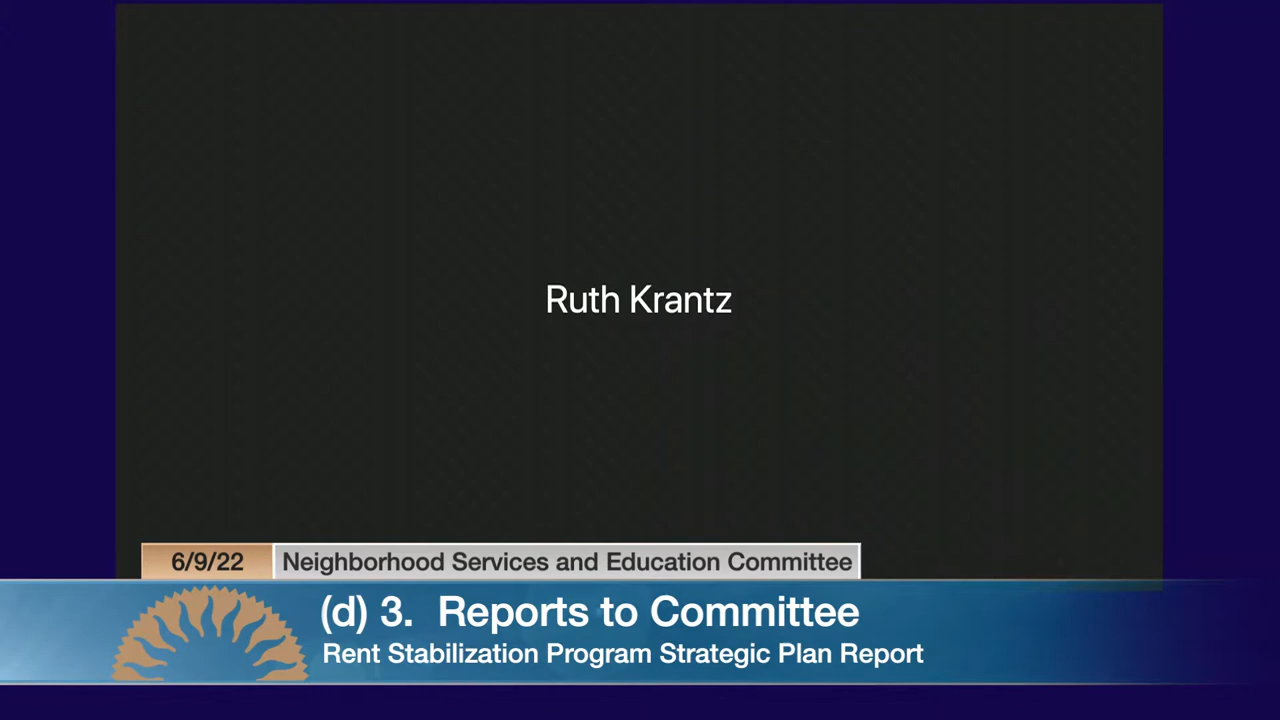 Ruth Krantz
6/9/22 Neighborhood Services and Education Committee
(d) 3. Reports to Committee
Rent Stabilization Program Strategic Plan Report